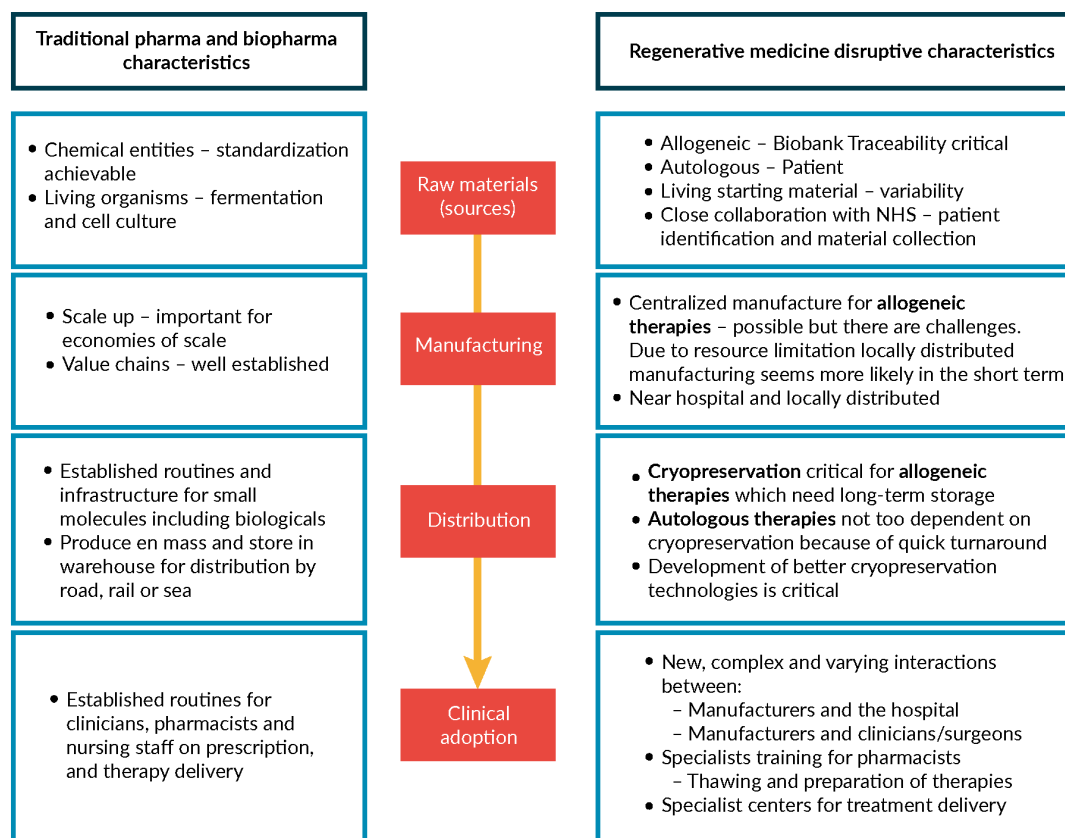 Traditional pharma and biopharma
characteristics
Regenerative medicine disruptive characteristics
• Chemical entities – standardization
achievable
• Living organisms – fermentation
and cell culture
Raw materials
(sources)
• Allogeneic – Biobank Traceability critical
• Autologous – Patient
• Living starting material – variability
• Close collaboration with NHS – patient
identification and material collection
• Scale up – important for
economies of scale
• Value chains – well established
Manufacturing
• Centralized manufacture for allogeneic
therapies – possible but there are challenges.
Due to resource limitation locally distributed
manufacturing seems more likely in the short term
• Near hospital and locally distributed
• Established routines and
infrastructure for small
molecules including biologicals
• Produce en mass and store in
warehouse for distribution by
road, rail or sea
Distribution
• Cryopreservation critical for allogeneic
therapies which need long-term storage
• Autologous therapies not too dependent on
cryopreservation because of quick turnaround
• Development of better cryopreservation
technologies is critical
• Established routines for
clinicians, pharmacists and
nursing staff on prescription,
and therapy delivery
Clinical
adoption
• New, complex and varying interactions
between:
– Manufacturers and the hospital
– Manufacturers and clinicians/surgeons
• Specialists training for pharmacists
– Thawing and preparation of therapies
• Specialist centers for treatment delivery